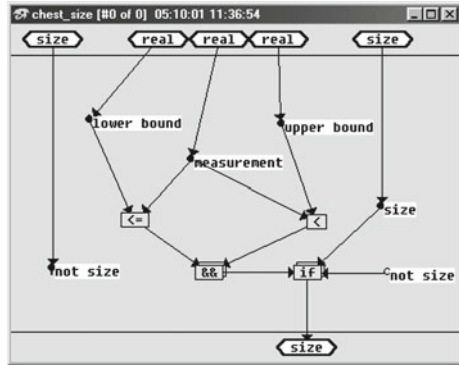 chest_size [#0 of 0] 05:10:01 11:36:54
size real real real size
lower bound
upper bound
measurement
size
<= <
not size && if not size
size